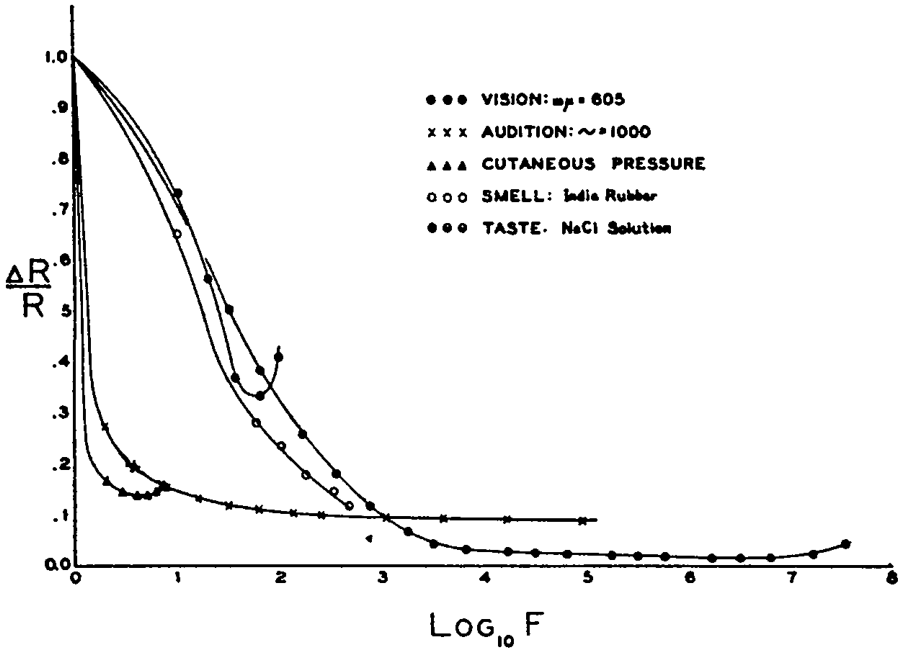 1.0
.9
.8
.7
.6
.5
.4
.3
.2
.1
0.0
ΔR
R
0 1 2 3 4 5 6 7 8
LOG₁₀ F
●●● VISION: mμ = 605
××× AUDITION: ~ = 1000
▲▲▲ CUTANEOUS PRESSURE
○○○ SMELL: India Rubber
●●● TASTE. NaCl Solution